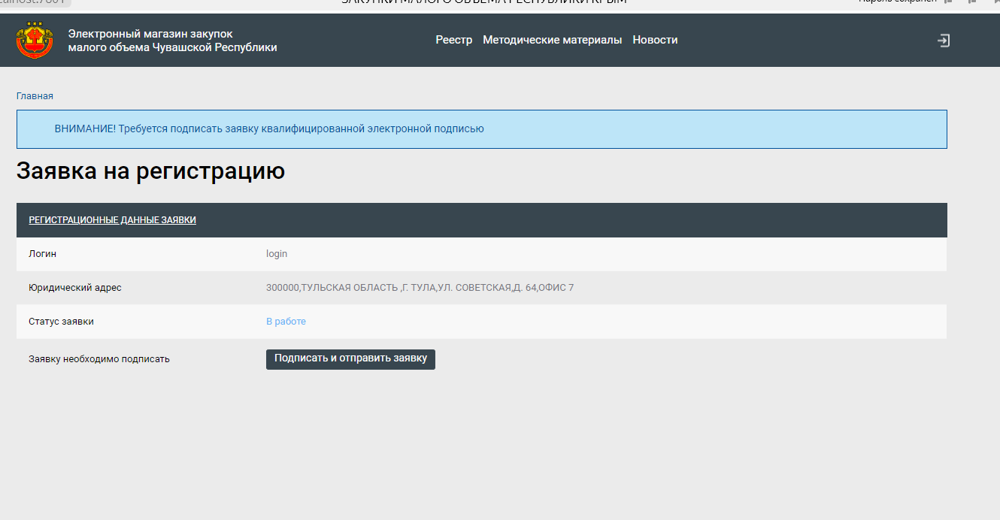 ЗАКУПКИ МАЛОГО ОБЪЕМА РЕСПУБЛИКИ КРЫМ
Пароль сохранен
Электронный магазин закупок
малого объема Чувашской Республики
Реестр Методические материалы Новости
Главная
ВНИМАНИЕ! Требуется подписать заявку квалифицированной электронной подписью
Заявка на регистрацию
РЕГИСТРАЦИОННЫЕ ДАННЫЕ ЗАЯВКИ
Логин login
Юридический адрес 300000,ТУЛЬСКАЯ ОБЛАСТЬ ,Г. ТУЛА,УЛ. СОВЕТСКАЯ,Д. 64,ОФИС 7
Статус заявки В работе
Заявку необходимо подписать Подписать и отправить заявку